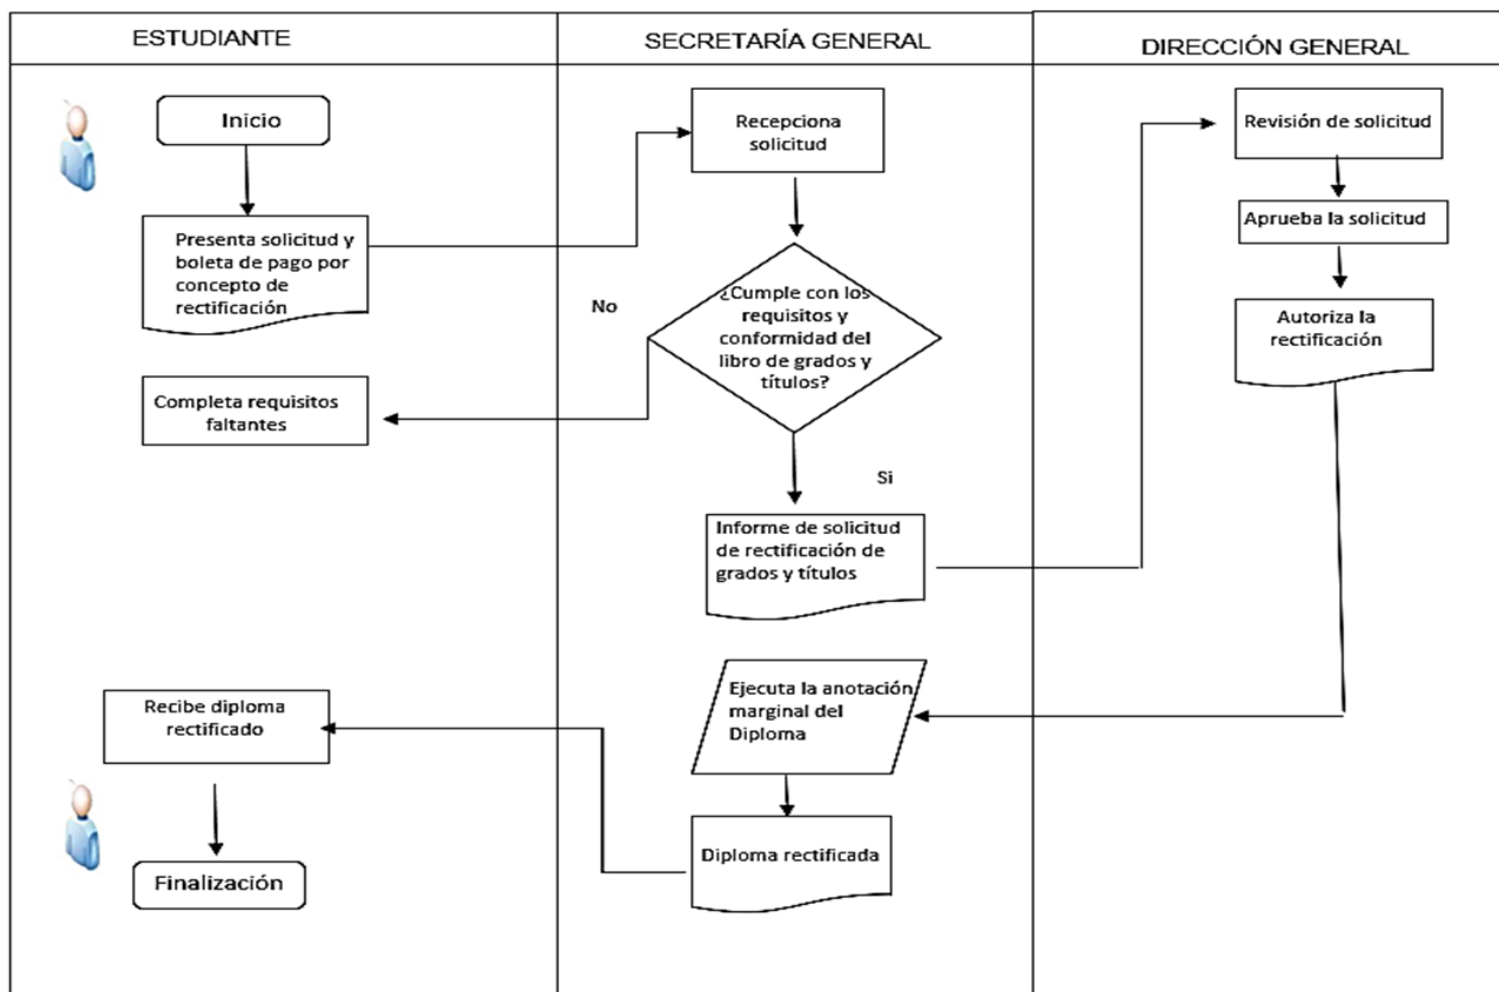 ESTUDIANTE
SECRETARÍA GENERAL
DIRECCIÓN GENERAL
Inicio
Presenta solicitud y
boleta de pago por
concepto de
rectificación
Completa requisitos
faltantes
Recibe diploma
rectificado
Finalización
Recepciona
solicitud
¿Cumple con los
requisitos y
conformidad del
libro de grados y
títulos?
No
Si
Informe de solicitud
de rectificación de
grados y títulos
Ejecuta la anotación
marginal del
Diploma
Diploma rectificada
Revisión de solicitud
Aprueba la solicitud
Autoriza la
rectificación